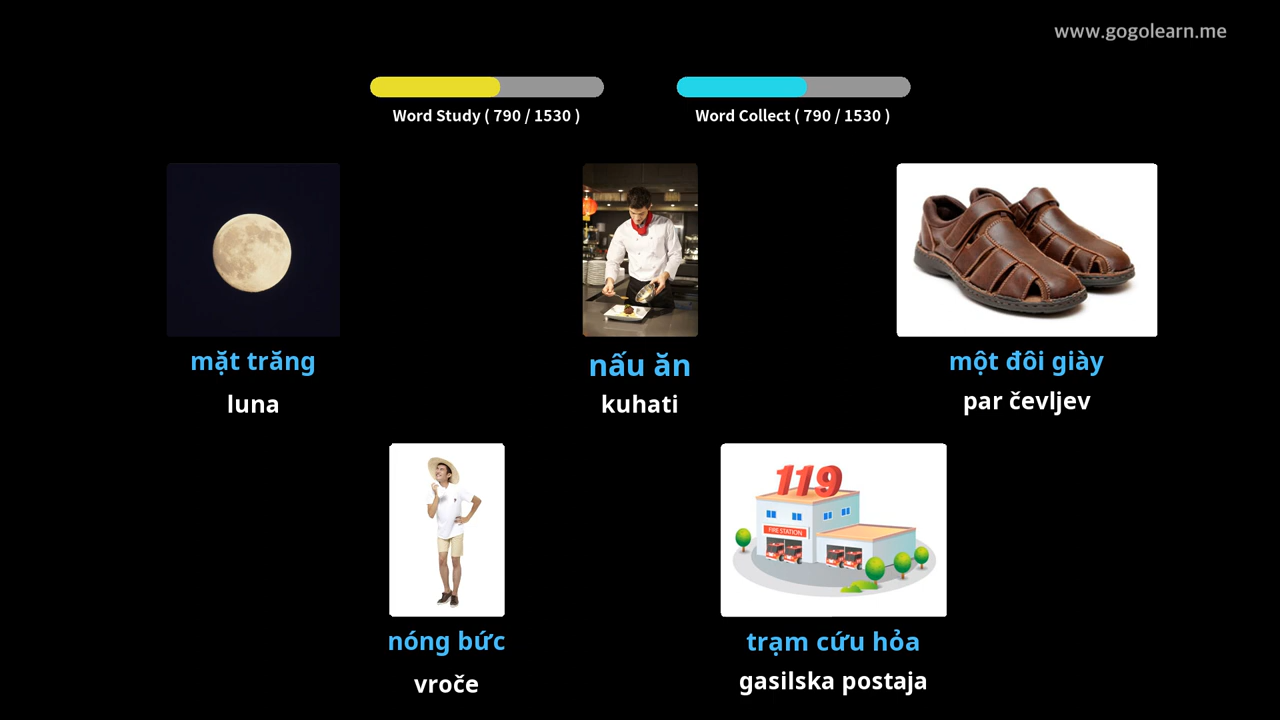 www.gogolearn.me
Word Study ( 790 / 1530 )
Word Collect ( 790 / 1530 )
mặt trăng
nấu ăn
một đôi giày
luna
kuhati
par čevljev
119
FIRE STATION
nóng bức
trạm cứu hỏa
vroče
gasilska postaja